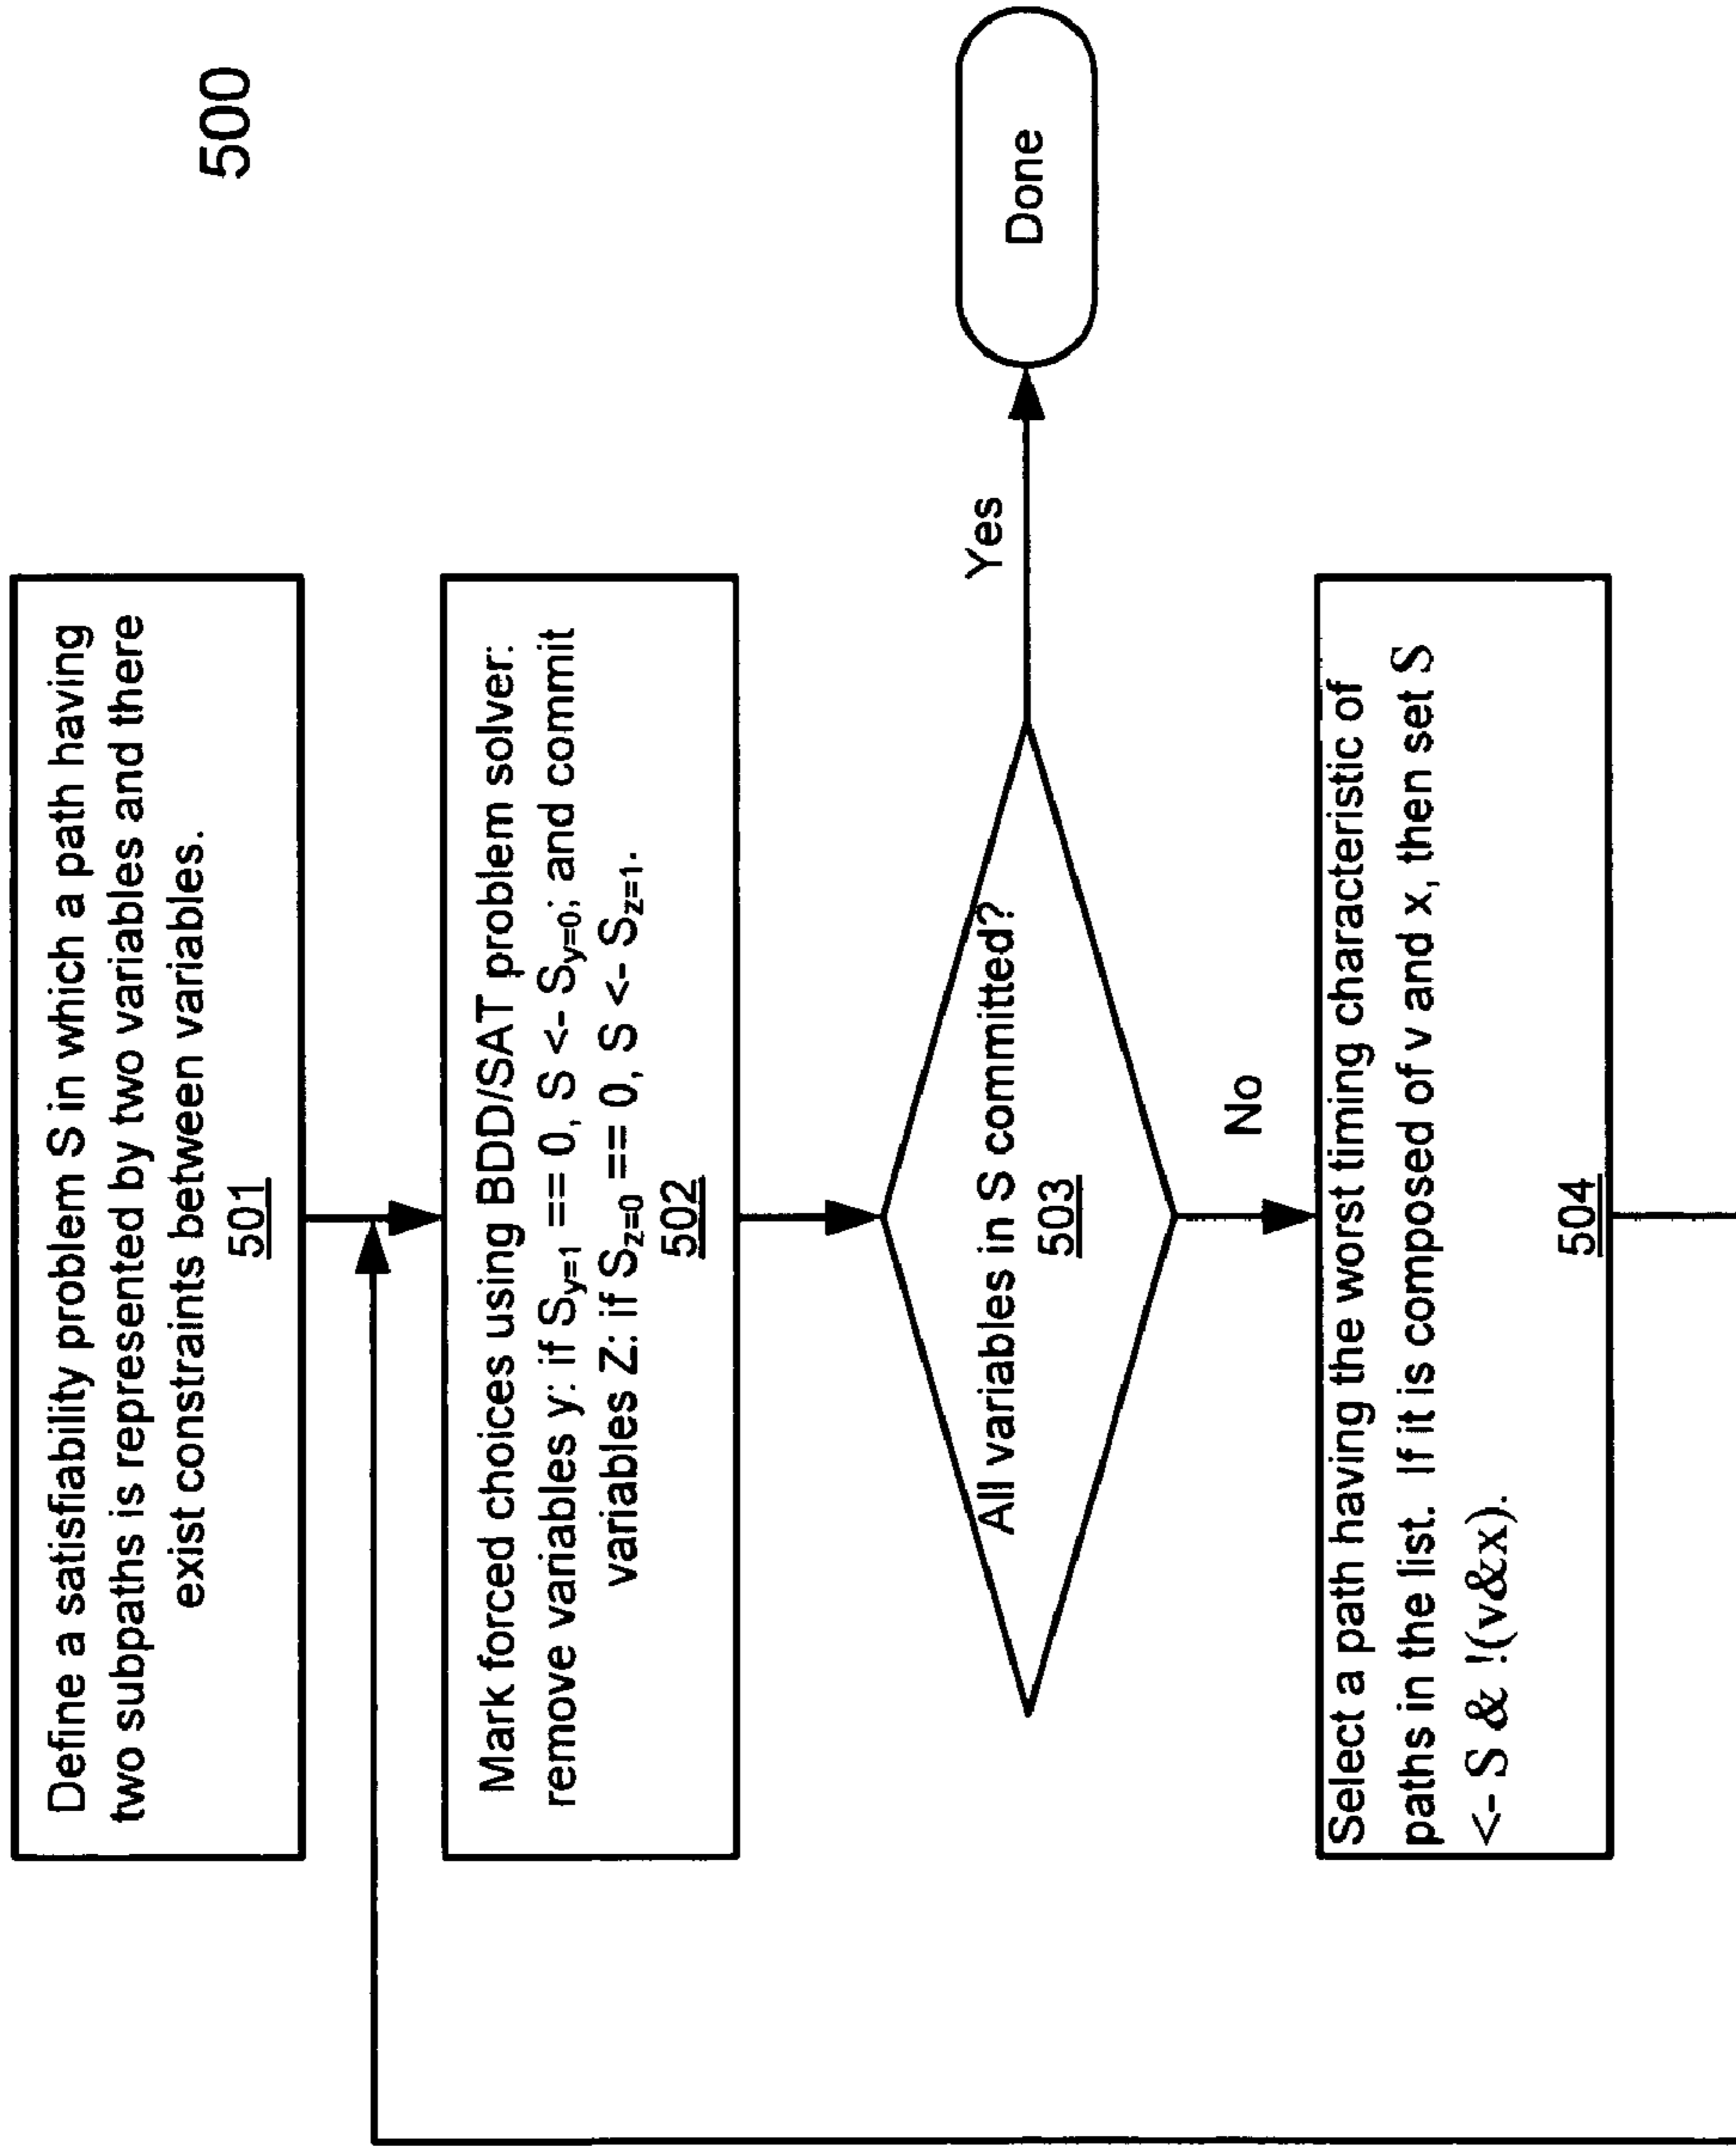 500
Define a satisfiability problem S in which a path having
two subpaths is represented by two variables and there
exist constraints between variables.
501
Mark forced choices using BDD/SAT problem solver:
remove variables y: if Sy=1 == 0, S <- Sy=0; and commit
variables Z: if Sz=0 == 0, S <- Sz=1.
502
All variables in S committed?
503
Yes
Done
No
Select a path having the worst timing characteristic of
paths in the list. If it is composed of v and x, then set S
<- S & !(v&x).
504